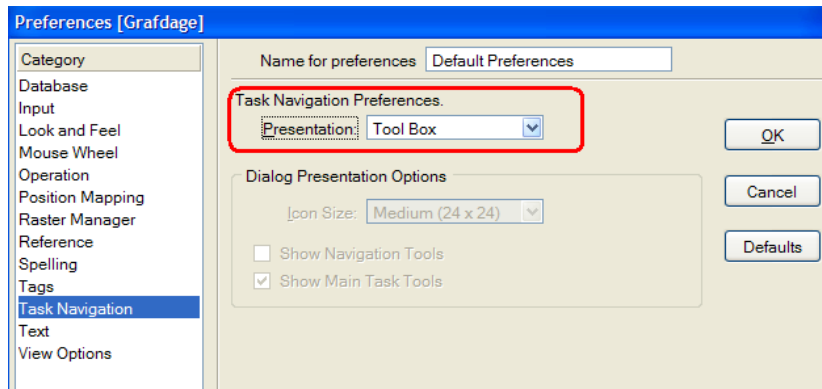 Preferences [Grafdage]
Category
Database
Input
Look and Feel
Mouse Wheel
Operation
Position Mapping
Raster Manager
Reference
Spelling
Tags
Task Navigation
Text
View Options
Name for preferences Default Preferences
Task Navigation Preferences.
Presentation: Tool Box
Dialog Presentation Options
Icon Size: Medium (24 x 24)
Show Navigation Tools
Show Main Task Tools
OK
Cancel
Defaults